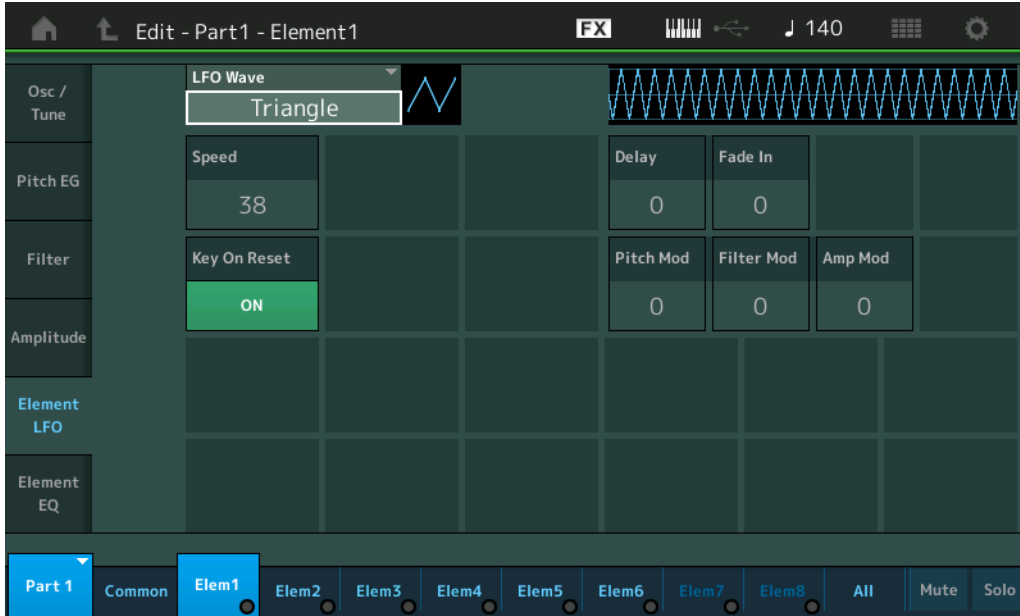 Edit - Part1 - Element1
FX
♩ 140
Osc /
Tune
Pitch EG
Filter
Amplitude
Element
LFO
Element
EQ
LFO Wave
Triangle
Speed
38
Delay
0
Fade In
0
Key On Reset
ON
Pitch Mod
0
Filter Mod
0
Amp Mod
0
Part 1
Common
Elem1
Elem2
Elem3
Elem4
Elem5
Elem6
Elem7
Elem8
All
Mute
Solo